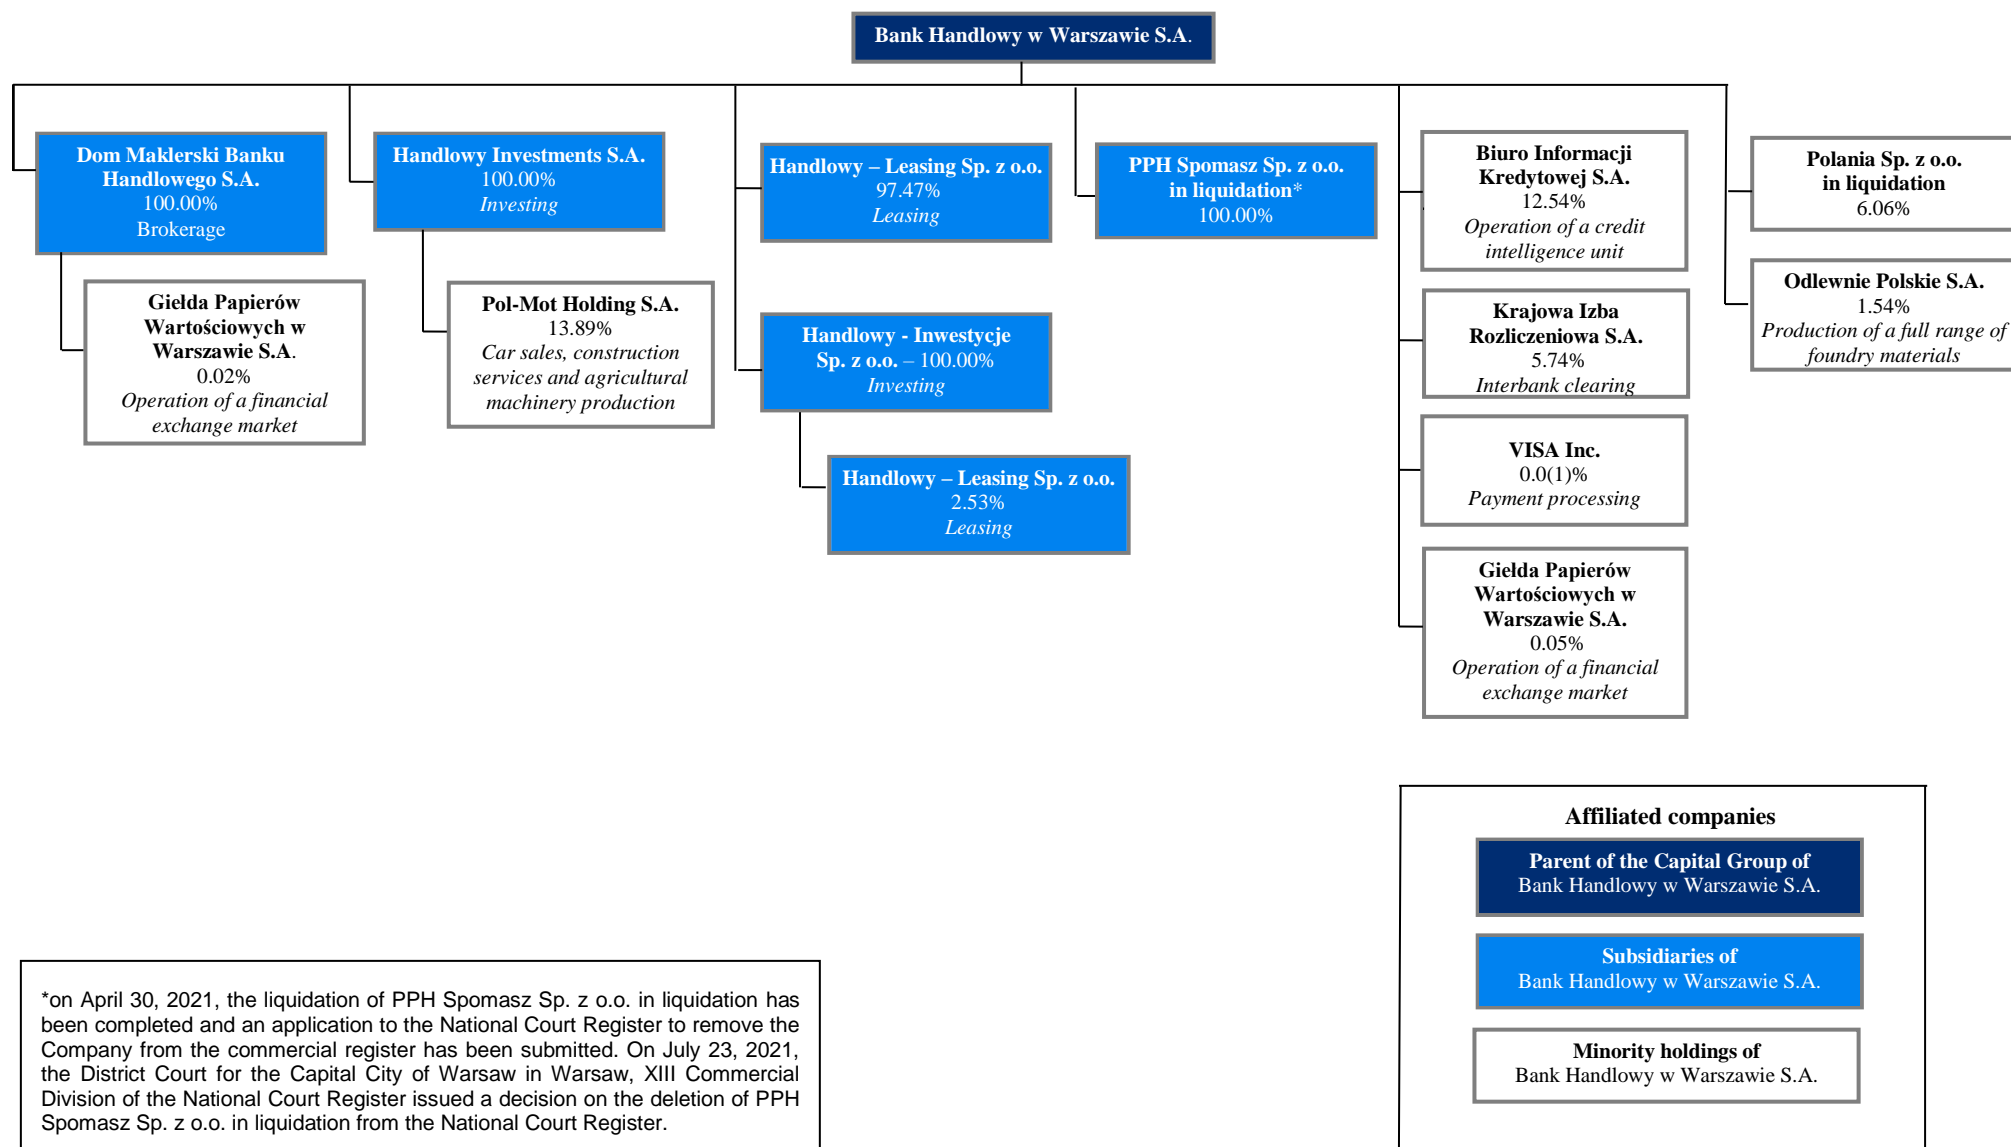 Bank Handlowy w Warszawie S.A.
Dom Maklerski Banku
Handlowego S.A.
100.00%
Brokerage
Giełda Papierów
Wartościowych w
Warszawie S.A.
0.02%
Operation of a financial
exchange market
Handlowy Investments S.A.
100.00%
Investing
Pol-Mot Holding S.A.
13.89%
Car sales, construction
services and agricultural
machinery production
Handlowy – Leasing Sp. z o.o.
97.47%
Leasing
Handlowy - Inwestycje
Sp. z o.o. – 100.00%
Investing
Handlowy – Leasing Sp. z o.o.
2.53%
Leasing
PPH Spomasz Sp. z o.o.
in liquidation*
100.00%
Biuro Informacji
Kredytowej S.A.
12.54%
Operation of a credit
intelligence unit
Krajowa Izba
Rozliczeniowa S.A.
5.74%
Interbank clearing
VISA Inc.
0.0(1)%
Payment processing
Giełda Papierów
Wartościowych w
Warszawie S.A.
0.05%
Operation of a financial
exchange market
Polania Sp. z o.o.
in liquidation
6.06%
Odlewnie Polskie S.A.
1.54%
Production of a full range of
foundry materials
Affiliated companies
Parent of the Capital Group of
Bank Handlowy w Warszawie S.A.
Subsidiaries of
Bank Handlowy w Warszawie S.A.
Minority holdings of
Bank Handlowy w Warszawie S.A.
*on April 30, 2021, the liquidation of PPH Spomasz Sp. z o.o. in liquidation has
been completed and an application to the National Court Register to remove the
Company from the commercial register has been submitted. On July 23, 2021,
the District Court for the Capital City of Warsaw in Warsaw, XIII Commercial
Division of the National Court Register issued a decision on the deletion of PPH
Spomasz Sp. z o.o. in liquidation from the National Court Register.